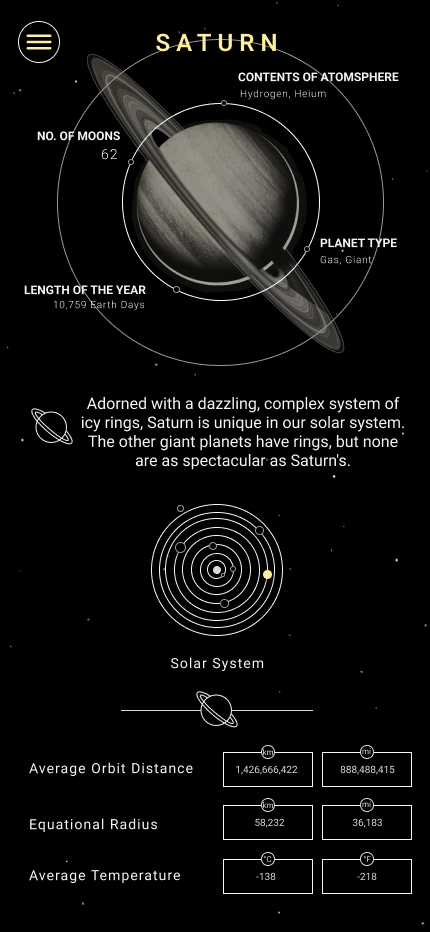 SATURN
CONTENTS OF ATOMSPHERE
Hydrogen, Heium
NO. OF MOONS
62
PLANET TYPE
Gas, Giant
LENGTH OF THE YEAR
10,759 Earth Days
Adorned with a dazzling, complex system of
icy rings, Saturn is unique in our solar system.
The other giant planets have rings, but none
are as spectacular as Saturn's.
Solar System
km mi
Average Orbit Distance 1,426,666,422 888,488,415
km mi
Equational Radius 58,232 36,183
°C °F
Average Temperature -138 -218